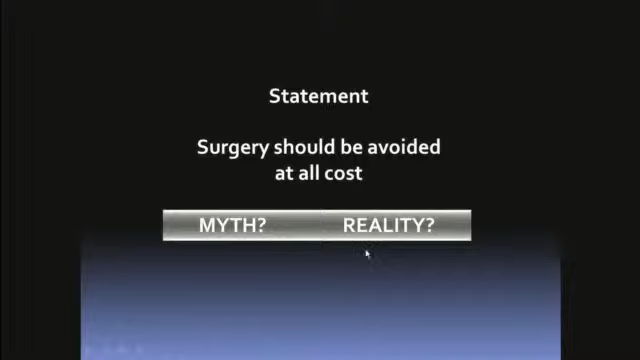 Statement
Surgery should be avoided
at all cost
MYTH? REALITY?